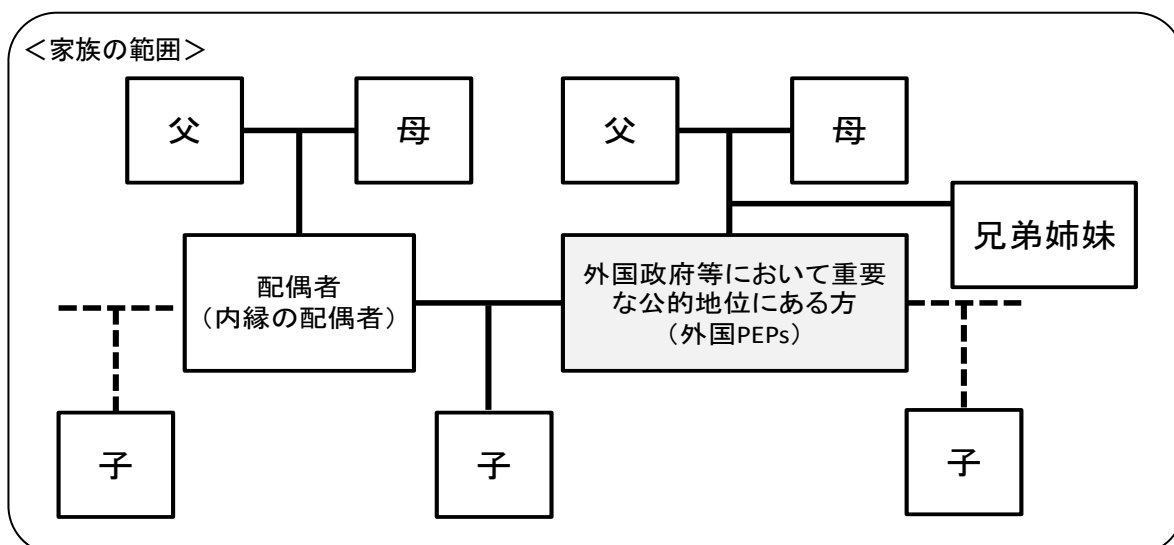 ＜家族の範囲＞
父
母
父
母
兄弟姉妹
配偶者
（内縁の配偶者）
外国政府等において重要
な公的地位にある方
（外国PEPs）
子
子
子